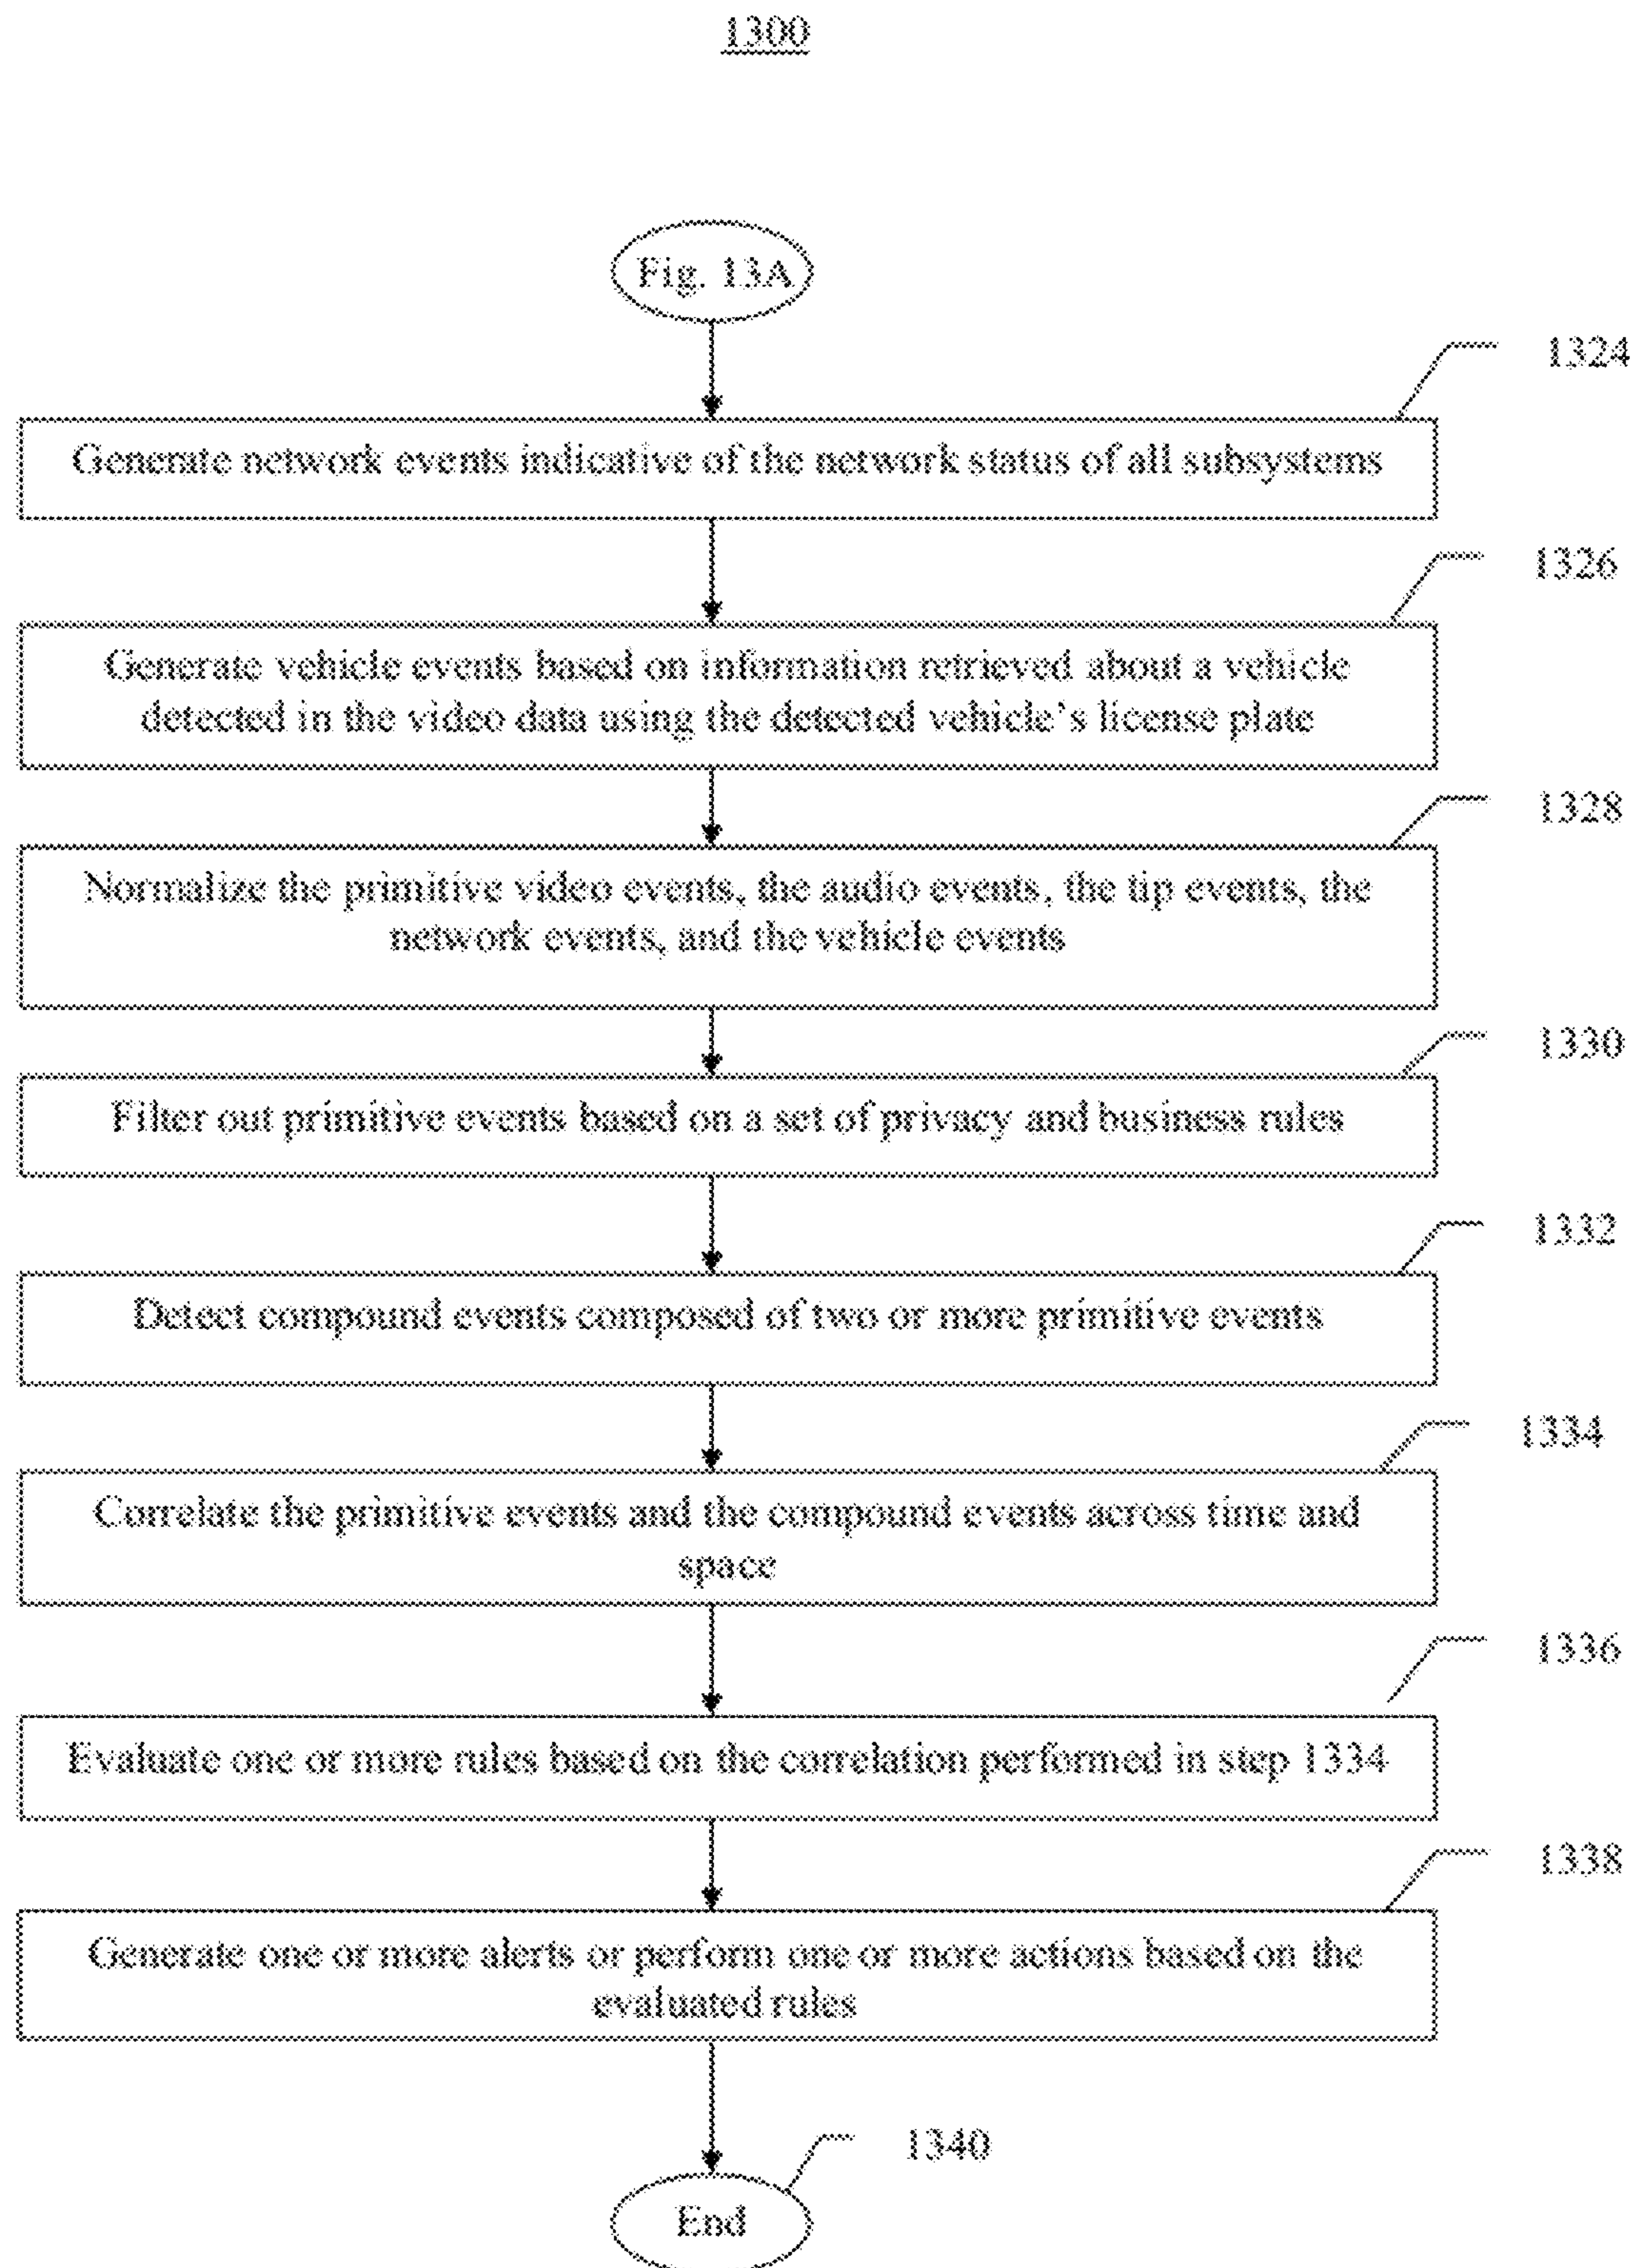 1300
Fig. 13A
1324
Generate network events indicative of the network status of all subsystems
1326
Generate vehicle events based on information retrieved about a vehicle
detected in the video data using the detected vehicle's license plate
1328
Normalize the primitive video events, the audio events, the tip events, the
network events, and the vehicle events
1330
Filter out primitive events based on a set of privacy and business rules
1332
Detect compound events composed of two or more primitive events
1334
Correlate the primitive events and the compound events across time and
space
1336
Evaluate one or more rules based on the correlation performed in step 1334
1338
Generate one or more alerts or perform one or more actions based on the
evaluated rules
1340
End